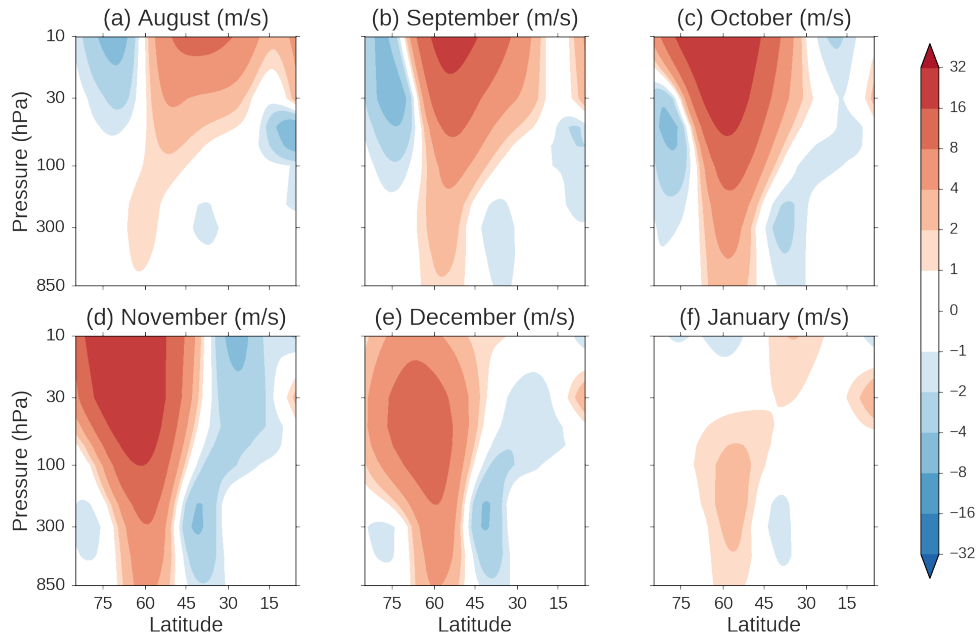 (a) August (m/s)
(b) September (m/s)
(c) October (m/s)
Pressure (hPa)
10
30
100
300
850
32
16
8
4
2
1
0
−1
−2
−4
−8
−16
−32
(d) November (m/s)
(e) December (m/s)
(f) January (m/s)
Pressure (hPa)
10
30
100
300
850
75 60 45 30 15
75 60 45 30 15
75 60 45 30 15
Latitude
Latitude
Latitude